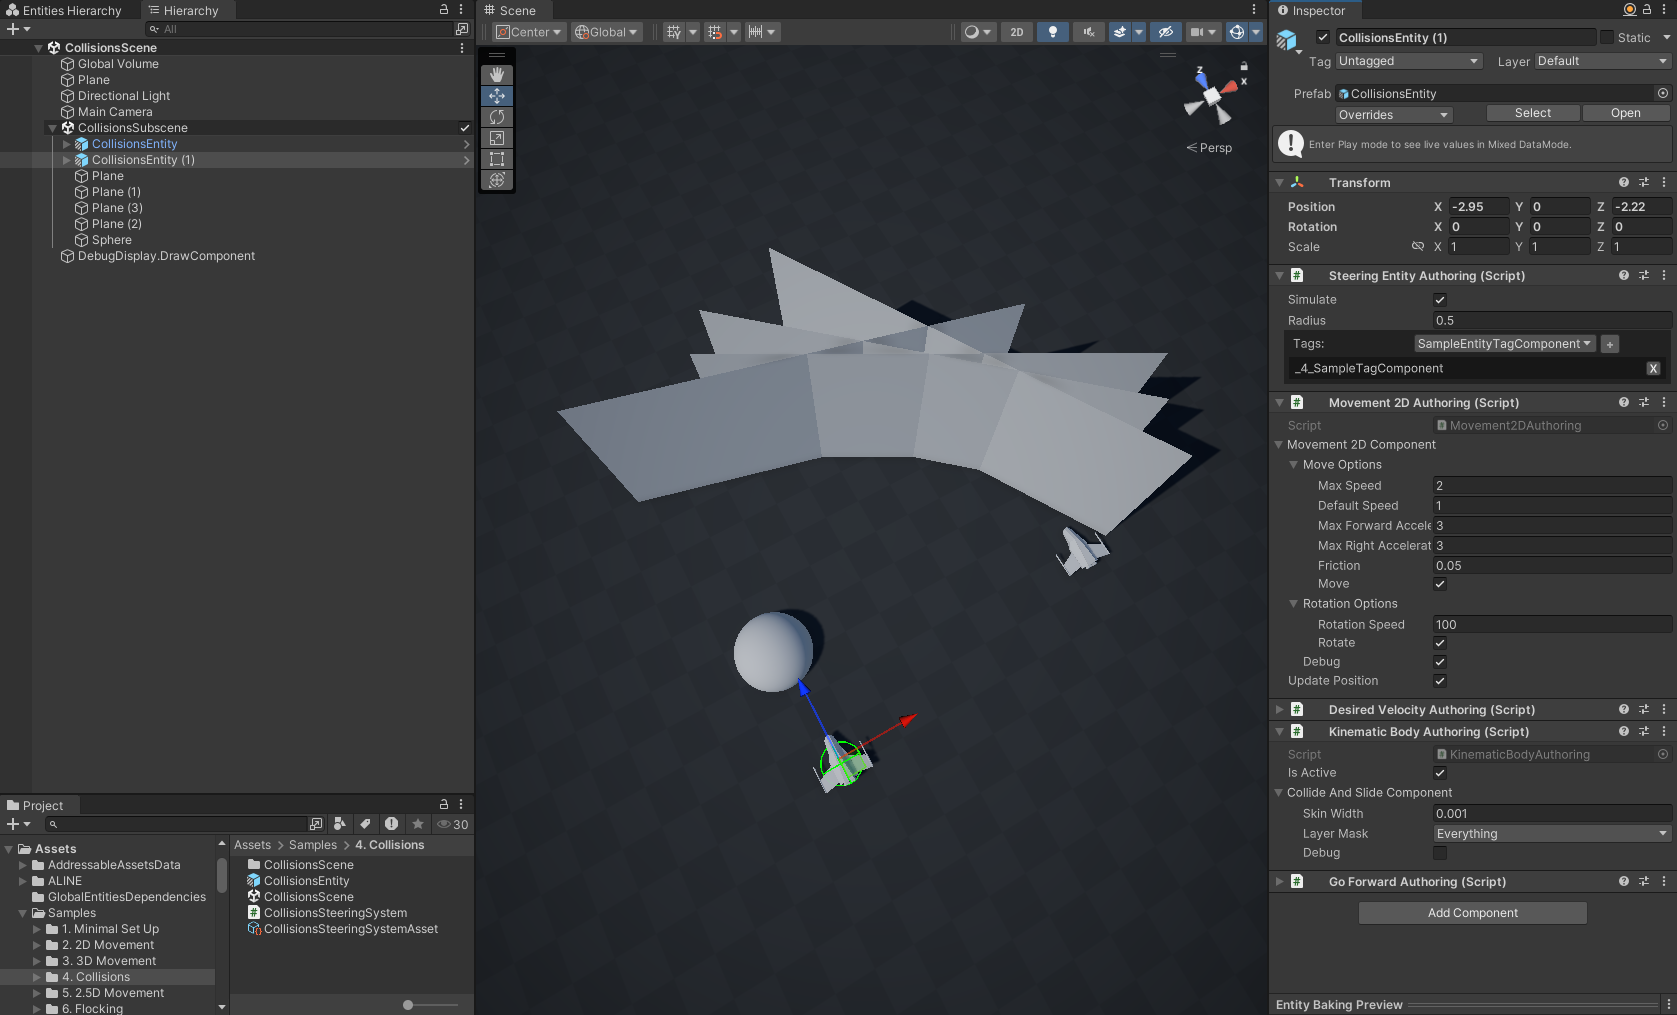 Entities Hierarchy
Hierarchy
All
CollisionsScene
Global Volume
Plane
Directional Light
Main Camera
CollisionsSubscene
CollisionsEntity
CollisionsEntity (1)
Plane
Plane (1)
Plane (3)
Plane (2)
Sphere
DebugDisplay.DrawComponent
Project
30
Assets
AddressableAssetsData
ALINE
GlobalEntitiesDependencies
Samples
1. Minimal Set Up
2. 2D Movement
3. 3D Movement
4. Collisions
5. 2.5D Movement
6. Flocking
Assets > Samples > 4. Collisions
CollisionsScene
CollisionsEntity
CollisionsScene
CollisionsSteeringSystem
CollisionsSteeringSystemAsset
Scene
Center
Global
2D
z
x
Persp
Inspector
CollisionsEntity (1)
Static
Tag Untagged Layer Default
Prefab CollisionsEntity
Overrides Select Open
Enter Play mode to see live values in Mixed DataMode.
Transform
Position X -2.95 Y 0 Z -2.22
Rotation X 0 Y 0 Z 0
Scale X 1 Y 1 Z 1
Steering Entity Authoring (Script)
Simulate
Radius 0.5
Tags: SampleEntityTagComponent +
_4_SampleTagComponent X
Movement 2D Authoring (Script)
Script Movement2DAuthoring
Movement 2D Component
Move Options
Max Speed 2
Default Speed 1
Max Forward Accele 3
Max Right Accelerat 3
Friction 0.05
Move
Rotation Options
Rotation Speed 100
Rotate
Debug
Update Position
Desired Velocity Authoring (Script)
Kinematic Body Authoring (Script)
Script KinematicBodyAuthoring
Is Active
Collide And Slide Component
Skin Width 0.001
Layer Mask Everything
Debug
Go Forward Authoring (Script)
Add Component
Entity Baking Preview